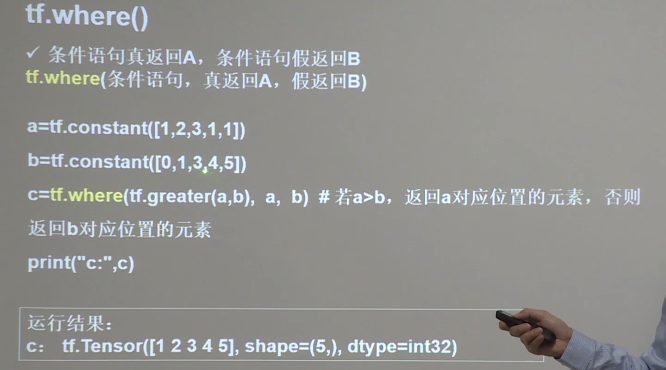 tf.where()
✓ 条件语句真返回A，条件语句假返回B
tf.where(条件语句，真返回A，假返回B)
a=tf.constant([1,2,3,1,1])
b=tf.constant([0,1,3,4,5])
c=tf.where(tf.greater(a,b), a, b) # 若a>b，返回a对应位置的元素，否则
返回b对应位置的元素
print("c:",c)
运行结果：
c： tf.Tensor([1 2 3 4 5], shape=(5,), dtype=int32)